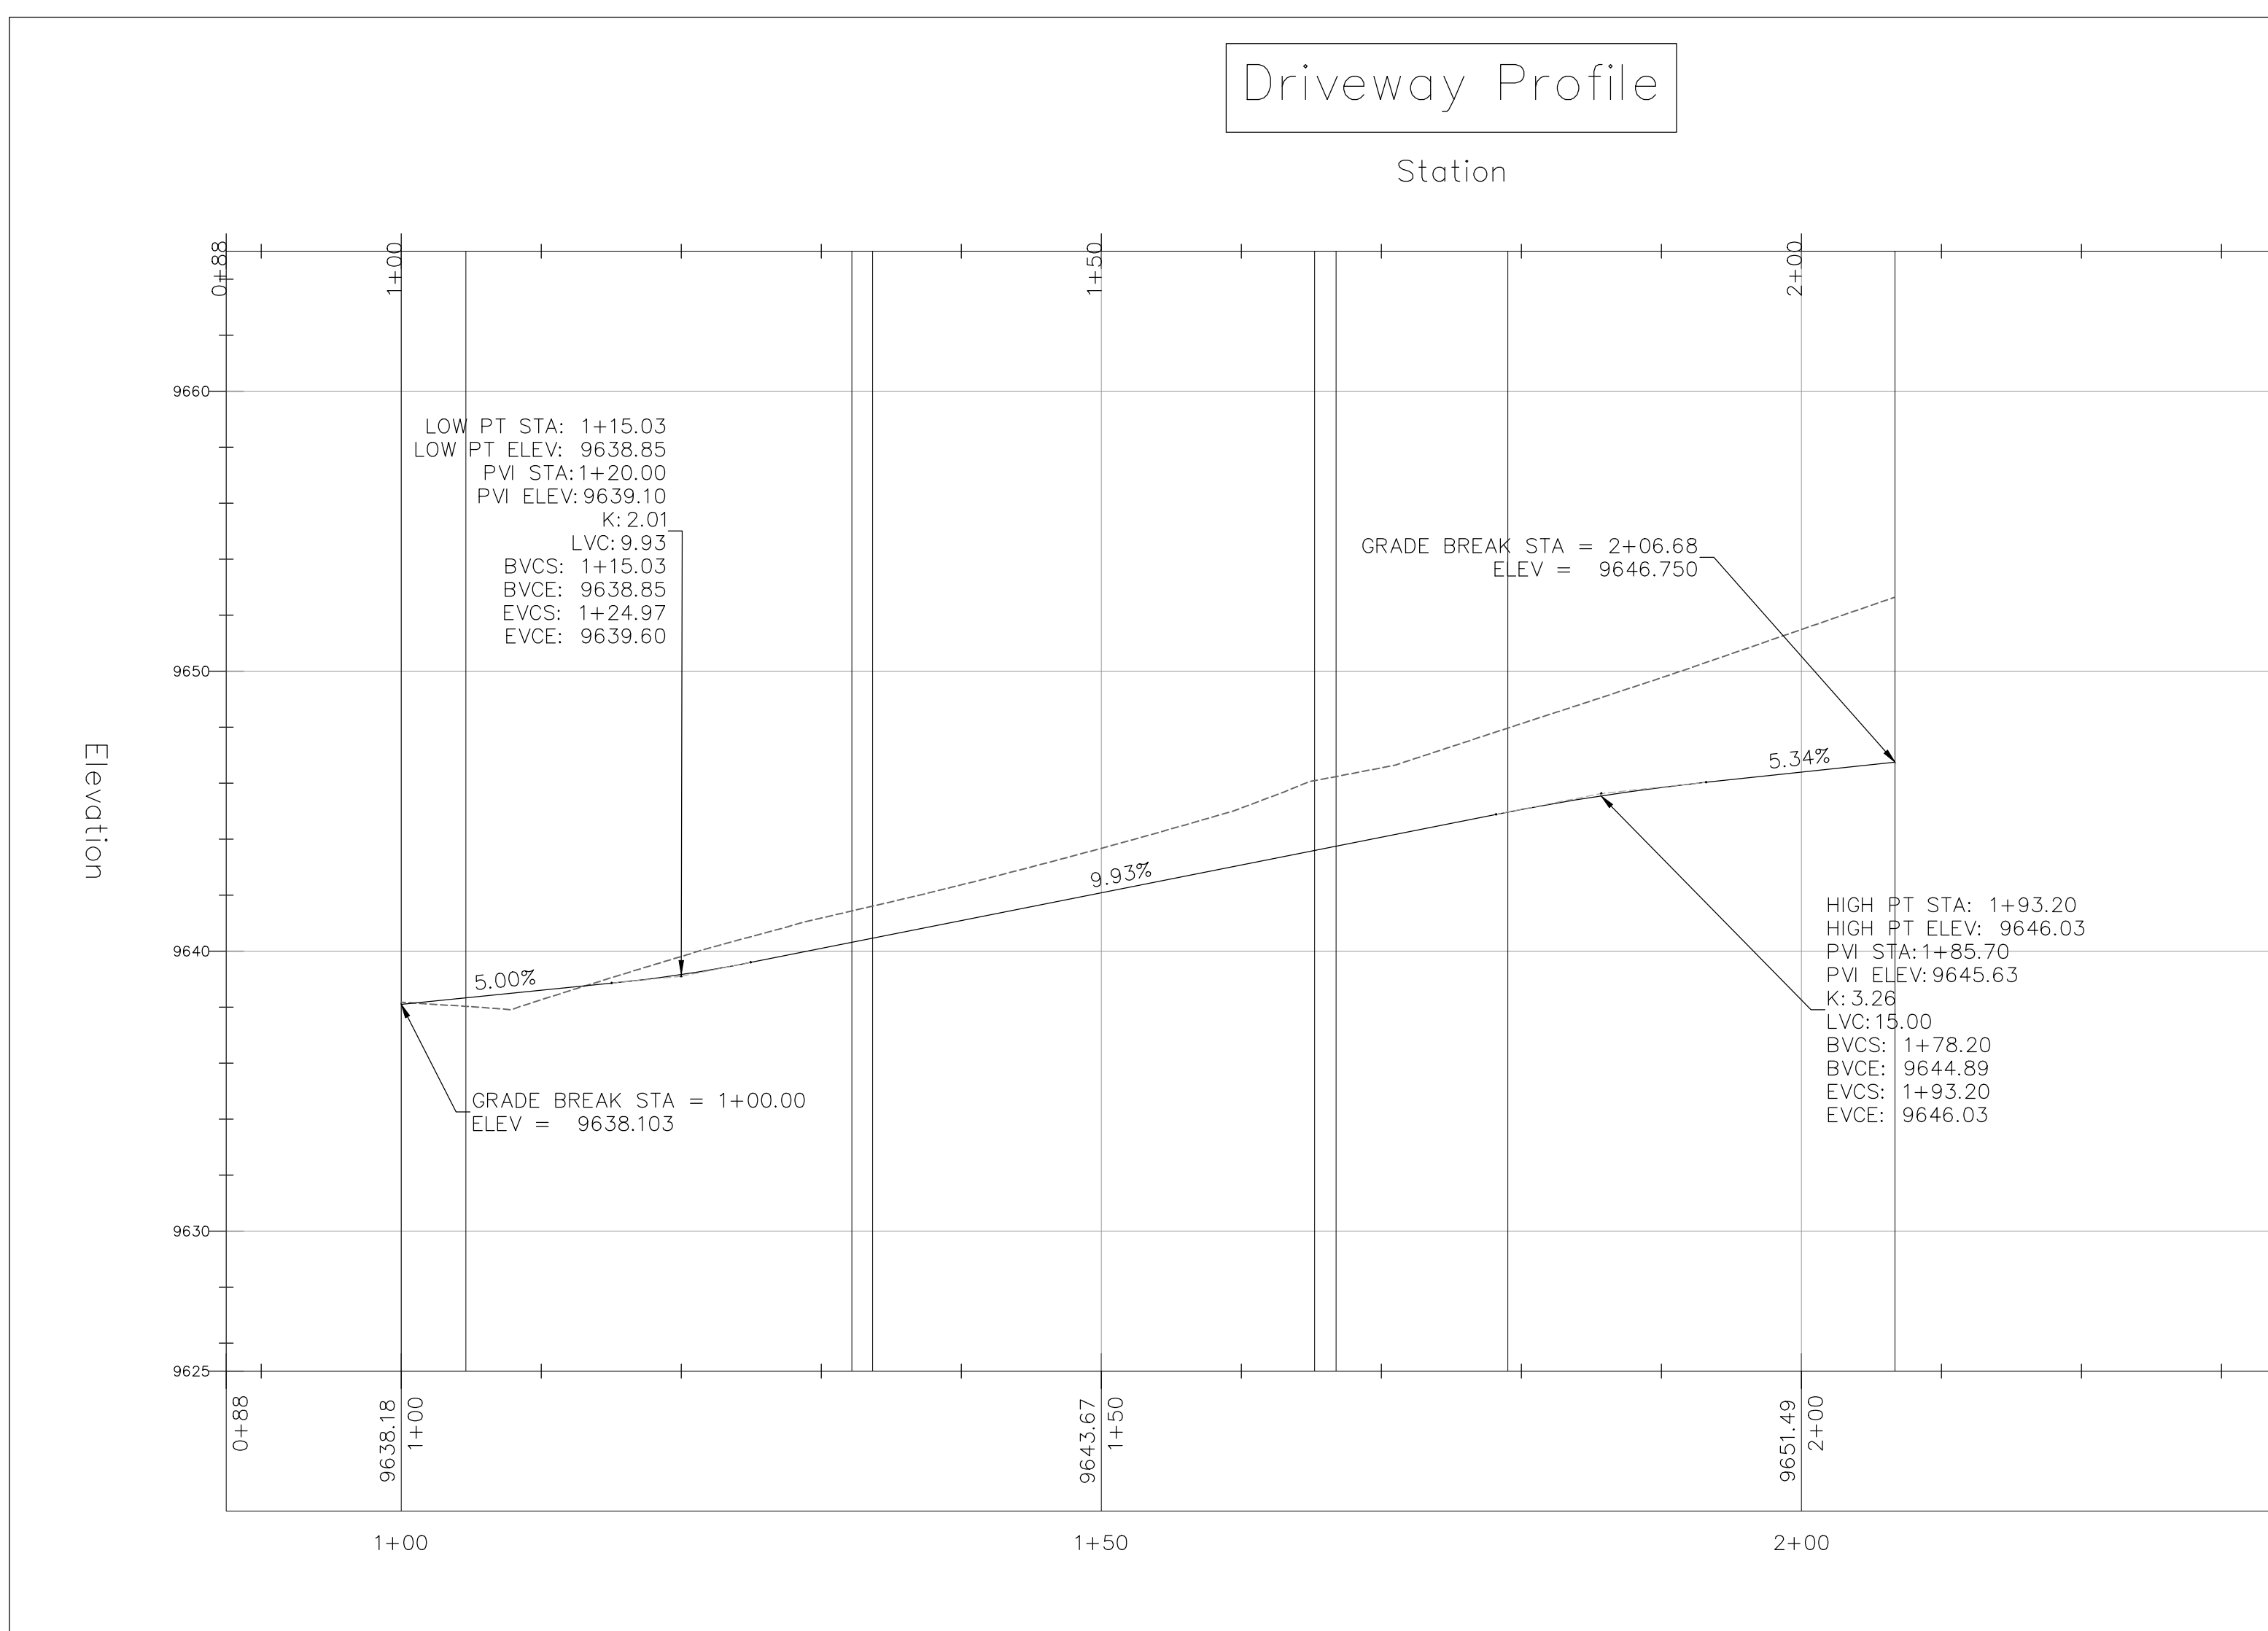 Driveway Profile
Station
0+88
1+00
1+50
2+00
9660
LOW PT STA: 1+15.03
LOW PT ELEV: 9638.85
PVI STA:1+20.00
PVI ELEV:9639.10
K:2.01
LVC:9.93
BVCS: 1+15.03
BVCE: 9638.85
EVCS: 1+24.97
EVCE: 9639.60
GRADE BREAK STA = 2+06.68
ELEV = 9646.750
9650
Elevation
5.34%
9.93%
HIGH PT STA: 1+93.20
HIGH PT ELEV: 9646.03
PVI STA:1+85.70
PVI ELEV:9645.63
K:3.26
LVC:15.00
BVCS: 1+78.20
BVCE: 9644.89
EVCS: 1+93.20
EVCE: 9646.03
9640
5.00%
GRADE BREAK STA = 1+00.00
ELEV = 9638.103
9630
9625
0+88
9638.18
1+00
9643.67
1+50
9651.49
2+00
1+00
1+50
2+00